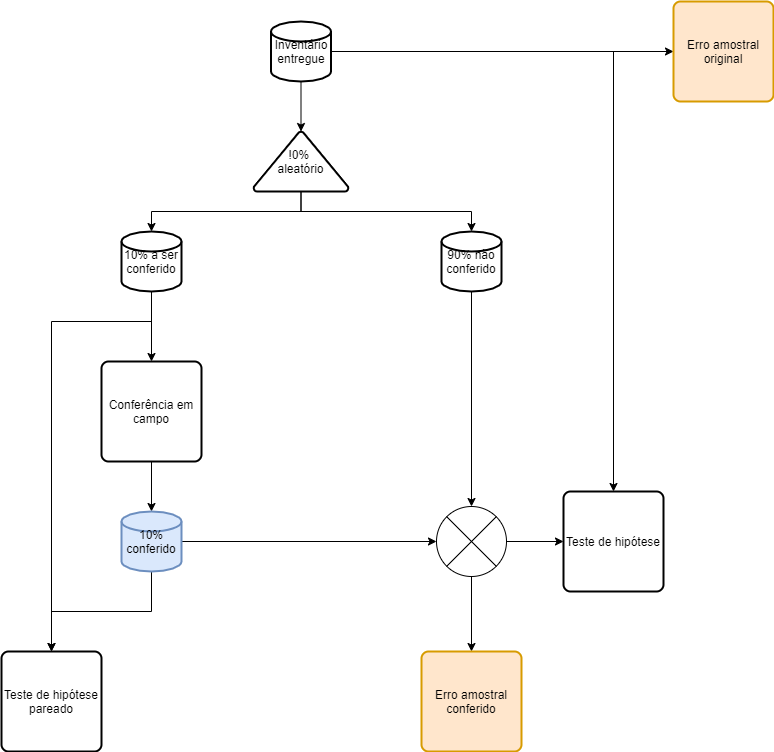 Inventário
entregue
Erro amostral
original
!0%
aleatório
10% a ser
conferido
90% não
conferido
Conferência em
campo
10%
conferido
Teste de hipótese
Teste de hipótese
pareado
Erro amostral
conferido